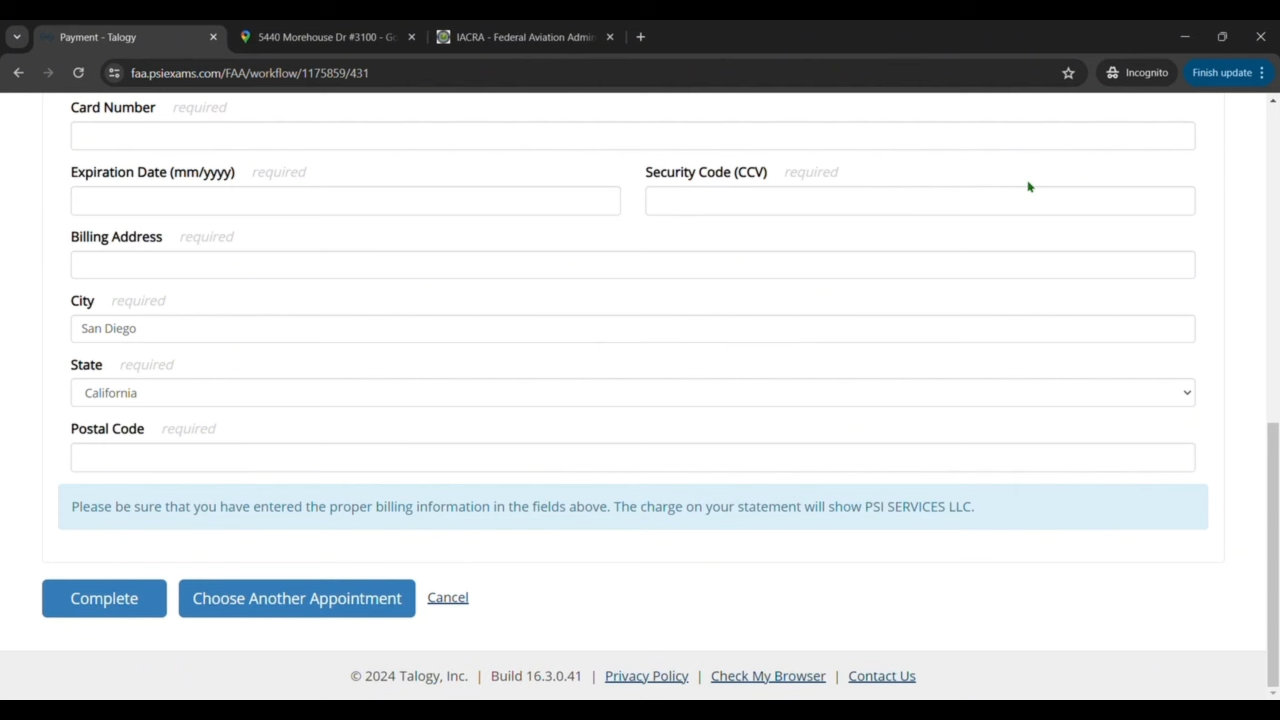 Payment - Talogy
5440 Morehouse Dr #3100 - Go
IACRA - Federal Aviation Admin
faa.psiexams.com/FAA/workflow/1175859/431
Incognito
Finish update
Card Number required
Expiration Date (mm/yyyy) required
Security Code (CCV) required
Billing Address required
City required
San Diego
State required
California
Postal Code required
Please be sure that you have entered the proper billing information in the fields above. The charge on your statement will show PSI SERVICES LLC.
Complete
Choose Another Appointment
Cancel
© 2024 Talogy, Inc. | Build 16.3.0.41 | Privacy Policy | Check My Browser | Contact Us